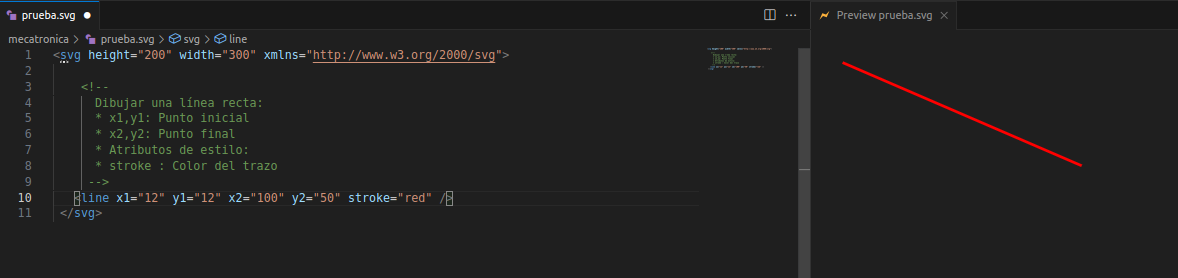 prueba.svg
Preview prueba.svg
mecatronica > prueba.svg > svg > line
1 <svg height="200" width="300" xmlns="http://www.w3.org/2000/svg">
2
3 <!--
4 Dibujar una línea recta:
5 * x1,y1: Punto inicial
6 * x2,y2: Punto final
7 * Atributos de estilo:
8 * stroke : Color del trazo
9 -->
10 <line x1="12" y1="12" x2="100" y2="50" stroke="red" />
11 </svg>